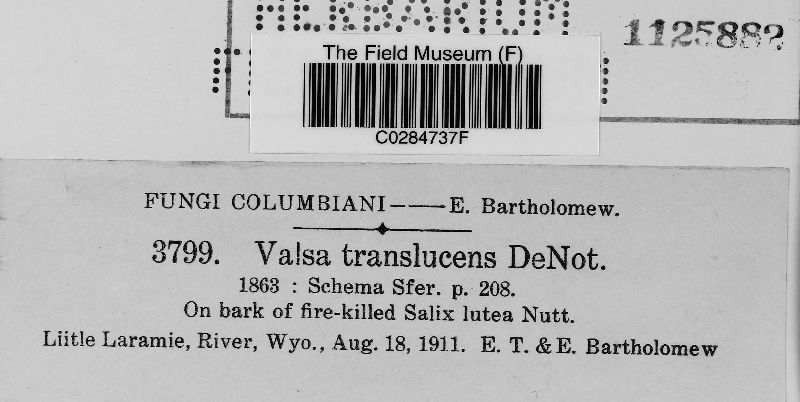 HERBARIUM
1125882
The Field Museum (F)
C0284737F
FUNGI COLUMBIANI——E. Bartholomew.
3799. Valsa translucens DeNot.
1863 : Schema Sfer. p. 208.
On bark of fire-killed Salix lutea Nutt.
Liitle Laramie, River, Wyo., Aug. 18, 1911. E. T. & E. Bartholomew